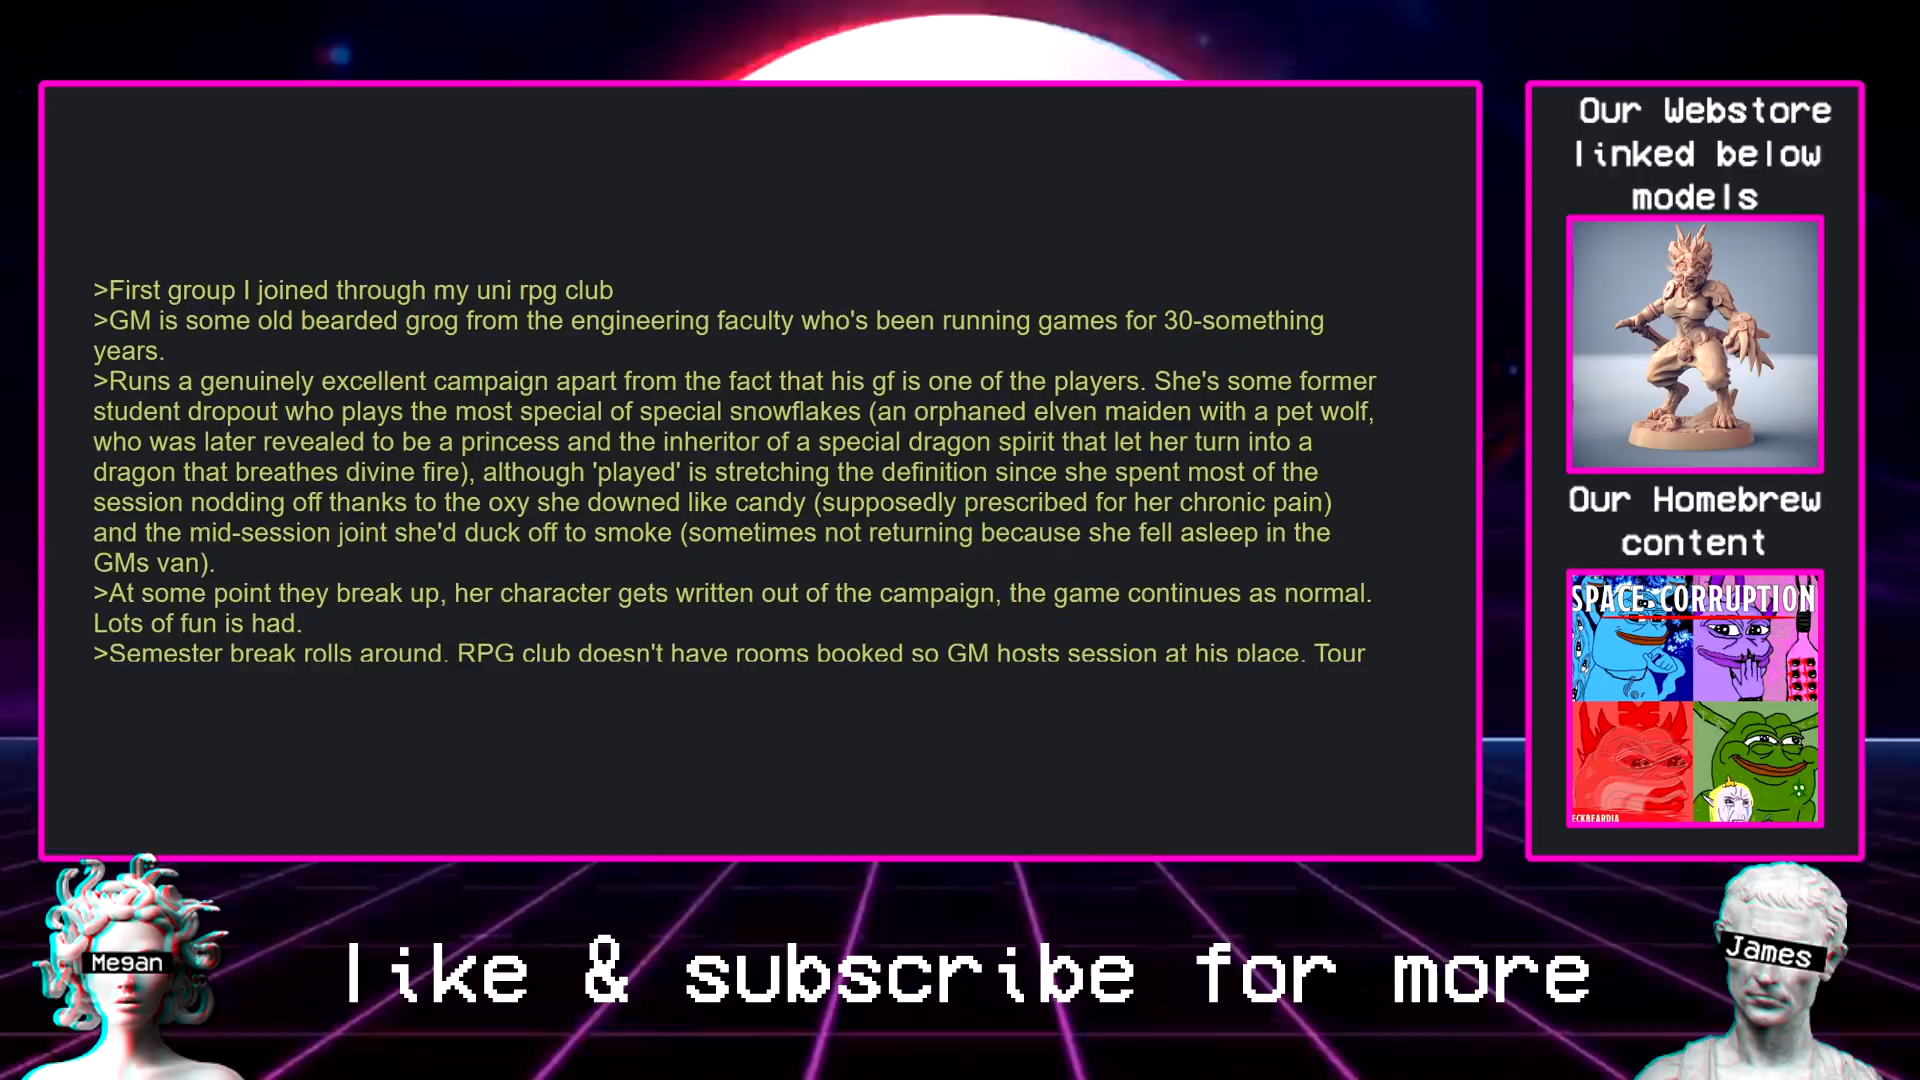 >First group I joined through my uni rpg club
>GM is some old bearded grog from the engineering faculty who's been running games for 30-something
years.
>Runs a genuinely excellent campaign apart from the fact that his gf is one of the players. She's some former
student dropout who plays the most special of special snowflakes (an orphaned elven maiden with a pet wolf,
who was later revealed to be a princess and the inheritor of a special dragon spirit that let her turn into a
dragon that breathes divine fire), although 'played' is stretching the definition since she spent most of the
session nodding off thanks to the oxy she downed like candy (supposedly prescribed for her chronic pain)
and the mid-session joint she'd duck off to smoke (sometimes not returning because she fell asleep in the
GMs van).
>At some point they break up, her character gets written out of the campaign, the game continues as normal.
Lots of fun is had.
>Semester break rolls around. RPG club doesn't have rooms booked so GM hosts session at his place. Tour
Our Webstore
linked below
models
Our Homebrew
content
SPACE CORRUPTION
ECKBEARDIA
Megan
James
like & subscribe for more